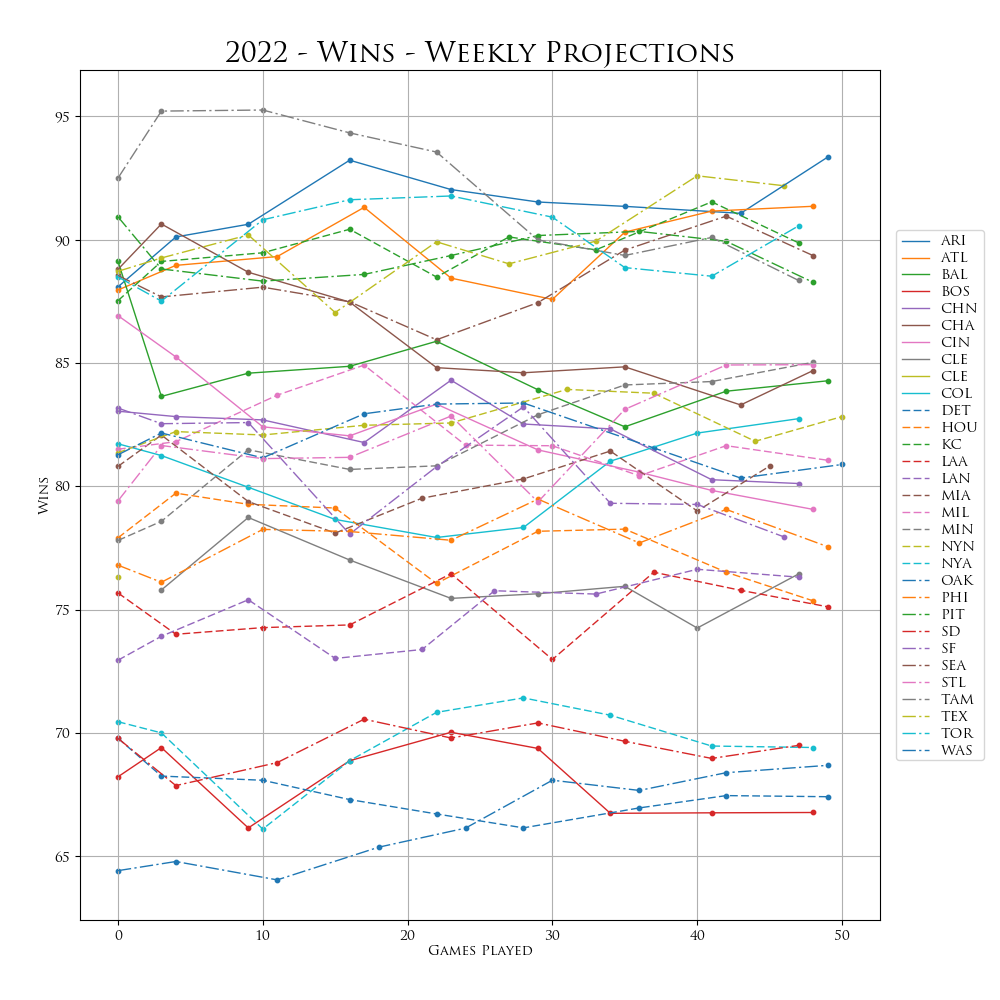 2022 - Wins - Weekly Projections
95
90
85
80
75
70
65
Wins
0 10 20 30 40 50
Games Played
ARI
ATL
BAL
BOS
CHN
CHA
CIN
CLE
CLE
COL
DET
HOU
KC
LAA
LAN
MIA
MIL
MIN
NYN
NYA
OAK
PHI
PIT
SD
SF
SEA
STL
TAM
TEX
TOR
WAS